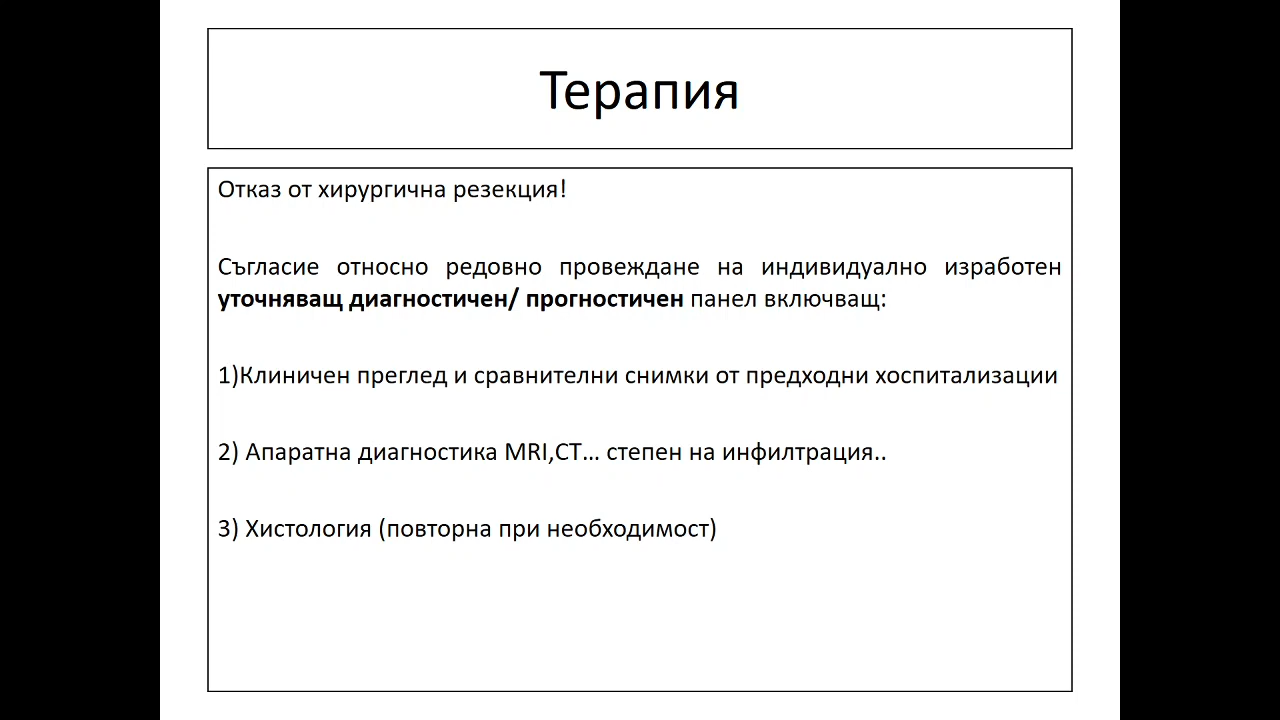 Терапия
Отказ от хирургична резекция!
Съгласие относно редовно провеждане на индивидуално изработен
уточняващ диагностичен/ прогностичен панел включващ:
1)Клиничен преглед и сравнителни снимки от предходни хоспитализации
2) Апаратна диагностика MRI,CT... степен на инфилтрация..
3) Хистология (повторна при необходимост)